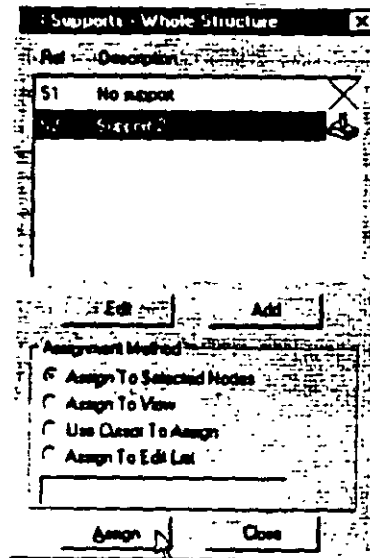 Supports - Whole Structure
Ref Description
S1 No support
S2 Support 2
Edit Add
Assignment Method
Assign To Selected Nodes
Assign To View
Use Cursor To Assign
Assign To Edit List
Assign Close